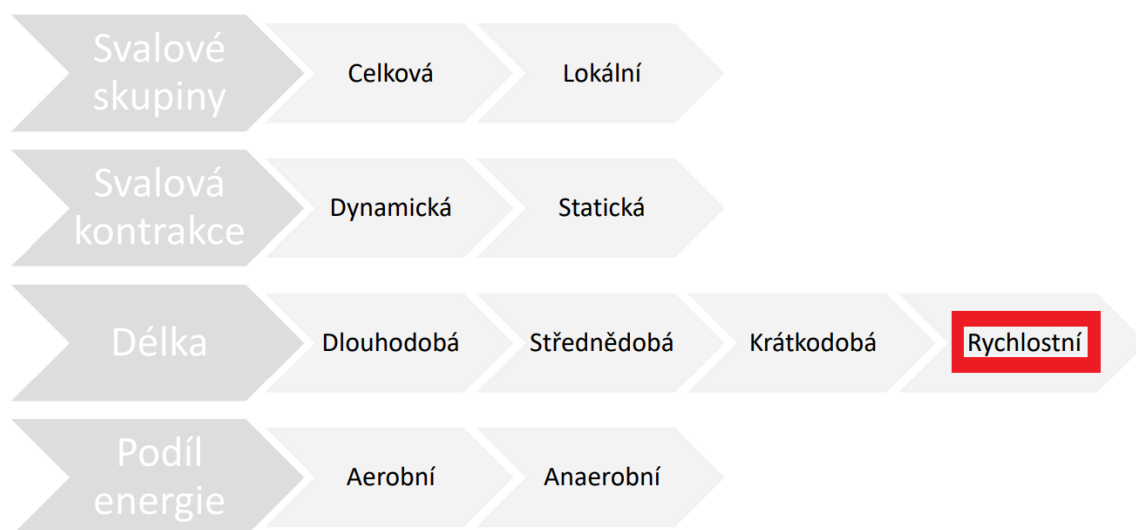 Svalové
skupiny
Celková
Lokální
Svalová
kontrakce
Dynamická
Statická
Délka
Dlouhodobá
Střednědobá
Krátkodobá
Rychlostní
Podíl
energie
Aerobní
Anaerobní